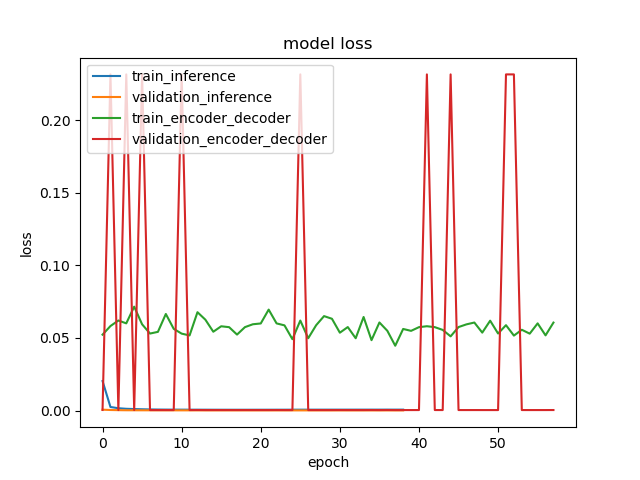 model loss
train_inference
validation_inference
train_encoder_decoder
validation_encoder_decoder
0.20
0.15
0.10
0.05
0.00
loss
0 10 20 30 40 50
epoch